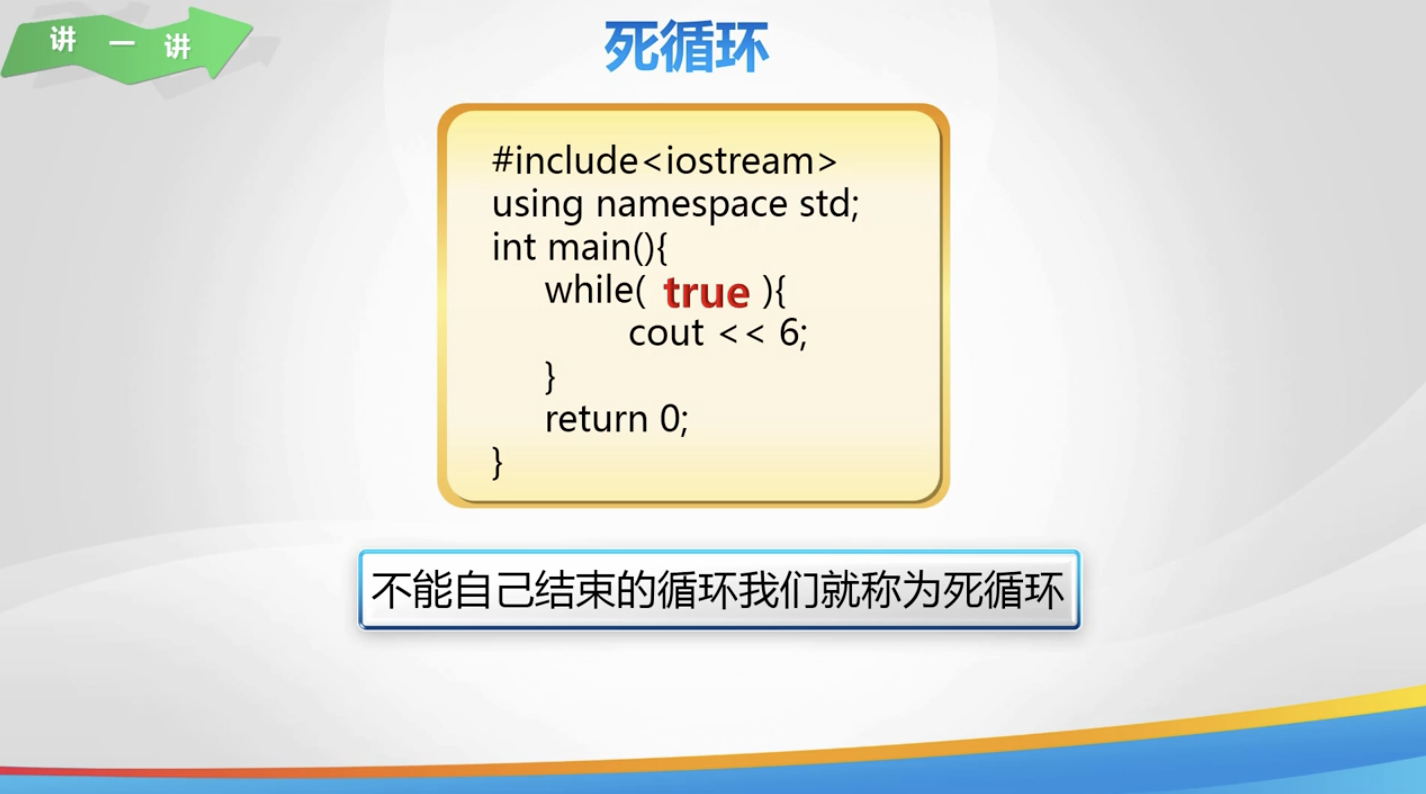 讲一讲
死循环
#include<iostream>
using namespace std;
int main(){
while( true ){
cout << 6;
}
return 0;
}
不能自己结束的循环我们就称为死循环